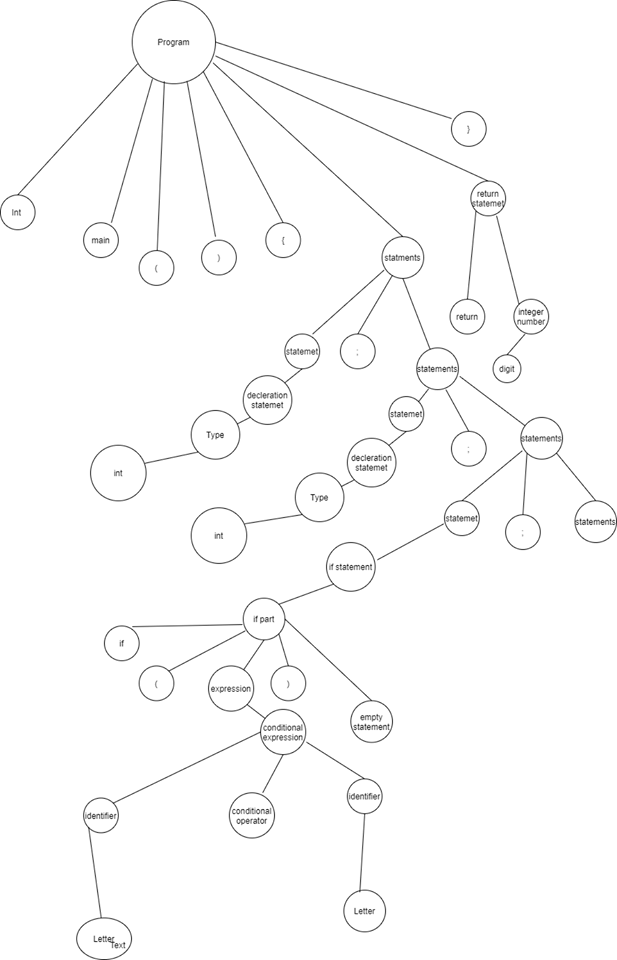 Program
}
Int
main
(
)
{
return
statemet
statments
return
integer
number
digit
statemet
;
statements
decleration
statemet
Type
int
statemet
;
statements
decleration
statemet
Type
int
statemet
;
statements
if statement
if part
if
(
expression
)
empty
statement
conditional
expression
identifier
conditional
operator
identifier
Letter
Letter
Text